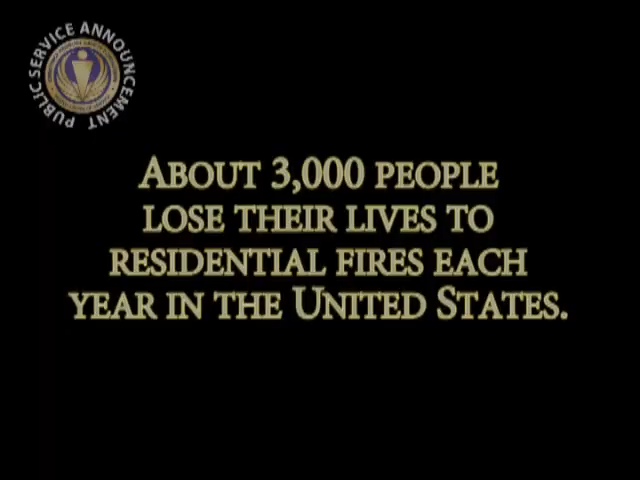 PUBLIC SERVICE ANNOUNCEMENT
ABOUT 3,000 PEOPLE
LOSE THEIR LIVES TO
RESIDENTIAL FIRES EACH
YEAR IN THE UNITED STATES.